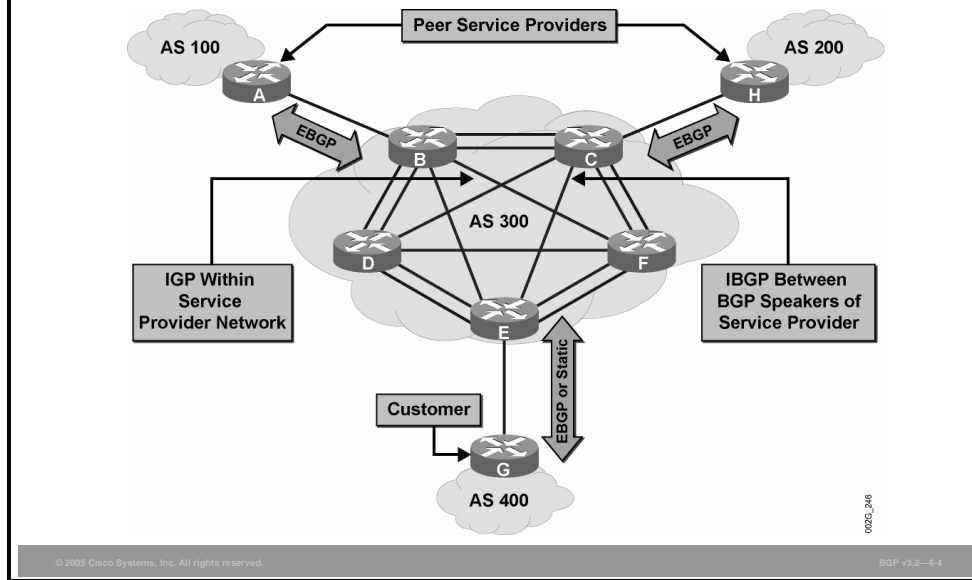 Peer Service Providers
AS 100
AS 200
A
H
EBGP
EBGP
B
C
AS 300
D
F
IGP Within
Service
Provider Network
IBGP Between
BGP Speakers of
Service Provider
E
EBGP or Static
Customer
G
AS 400
002G_246
© 2005 Cisco Systems, Inc. All rights reserved.
BGP v3.2—6-4